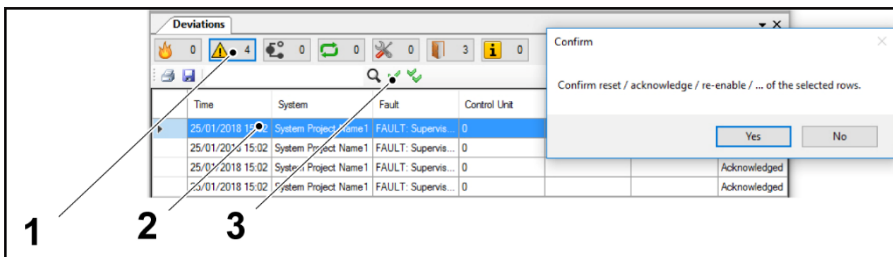 Deviations
0 4 0 0 0 3 0
Time System Fault Control Unit
25/01/2018 15:02 System Project Name1 FAULT: Supervis... 0
25/01/2018 15:02 System Project Name1 FAULT: Supervis... 0
25/01/2018 15:02 System Project Name1 FAULT: Supervis... 0 Acknowledged
25/01/2018 15:02 System Project Name1 FAULT: Supervis... 0 Acknowledged
Confirm
Confirm reset / acknowledge / re-enable / ... of the selected rows.
Yes No
1 2 3